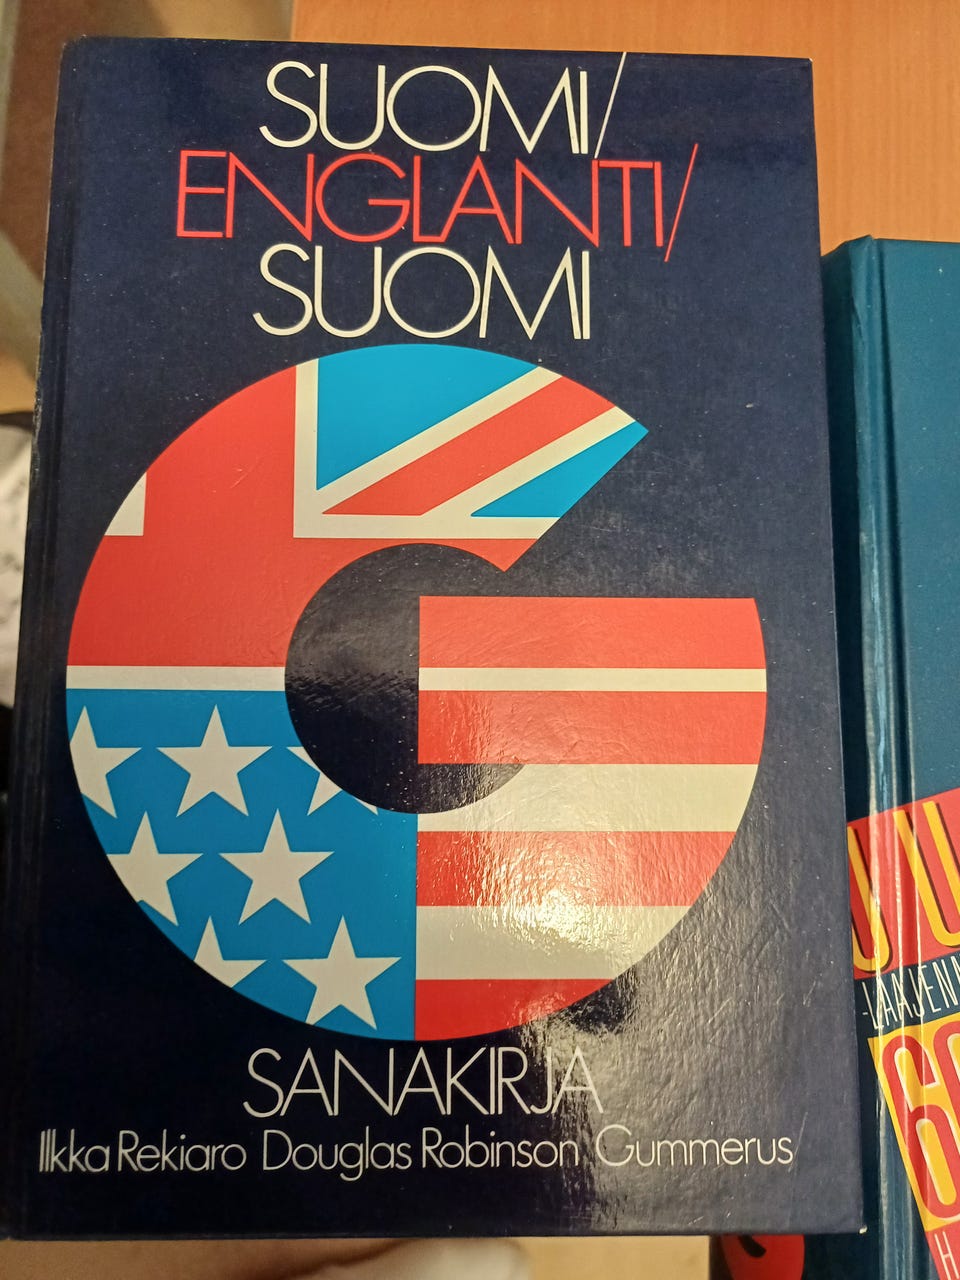 SUOMI/
ENGLANTI/
SUOMI
SANAKIRJA
Ilkka Rekiaro Douglas Robinson Gummerus